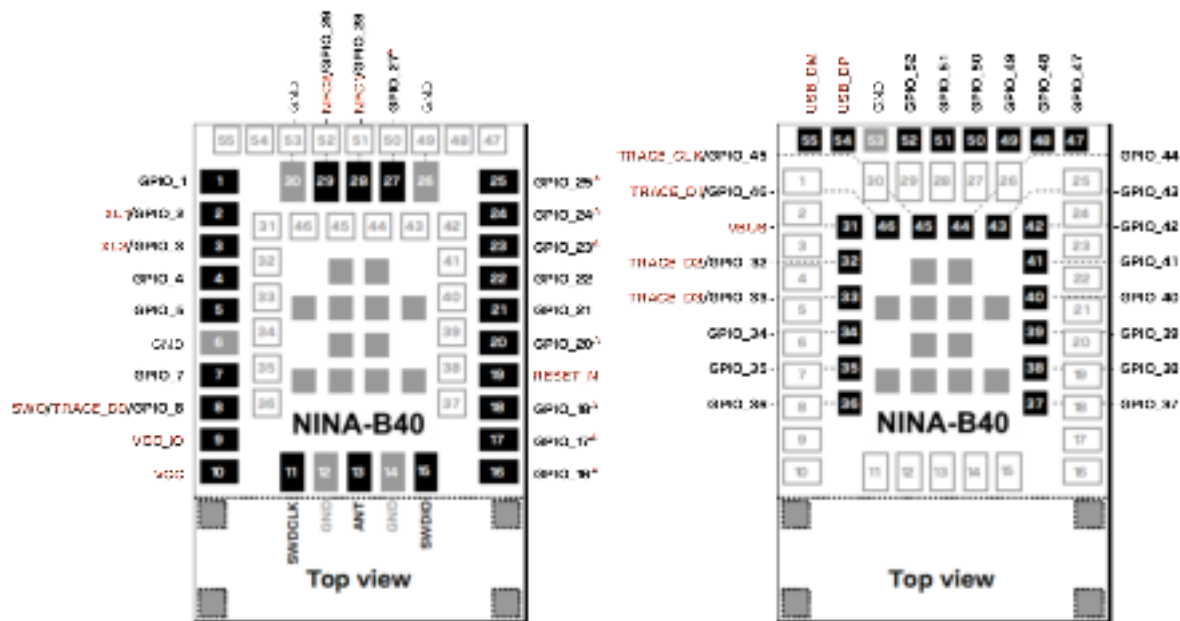 GND
NFC2/GPIO_29
NFC1/GPIO_28
GPIO_27
GND
55 54 53 52 51 50 49 48 47
GPIO_1 1 30 29 28 27 26 25 GPIO_25
XL1/GPIO_2 2 24 GPIO_24
31 46 45 44 43 42
XL2/GPIO_3 3 23 GPIO_23
32 41
GPIO_4 4 22 GPIO_22
GPIO_5 5 33 40 21 GPIO_21
GND 6 34 39 20 GPIO_20
GPIO_7 7 35 38 19 RESET_N
SWO/TRACE_D0/GPIO_8 8 36 37 18 GPIO_18
NINA-B40
VCC_IO 9 17 GPIO_17
VCC 10 11 12 13 14 15 16 GPIO_16
SWDCLK
GND
ANT
GND
SWDIO
Top view
USB_DM
USB_DP
GND
GPIO_52
GPIO_51
GPIO_50
GPIO_49
GPIO_48
GPIO_47
55 54 53 52 51 50 49 48 47
TRACE_CLK/GPIO_45 GPIO_44
1 30 29 28 27 26 25
TRACE_D1/GPIO_46 GPIO_43
2 24
VBUS 31 46 45 44 43 42 GPIO_42
3 23
TRACE_D2/GPIO_32 32 41 GPIO_41
4 22
TRACE_D3/GPIO_33 33 40 GPIO_40
5 21
GPIO_34 34 39 GPIO_39
6 20
GPIO_35 35 38 GPIO_38
7 19
GPIO_36 8 36 37 18 GPIO_37
NINA-B40
9 17
10 11 12 13 14 15 16
Top view